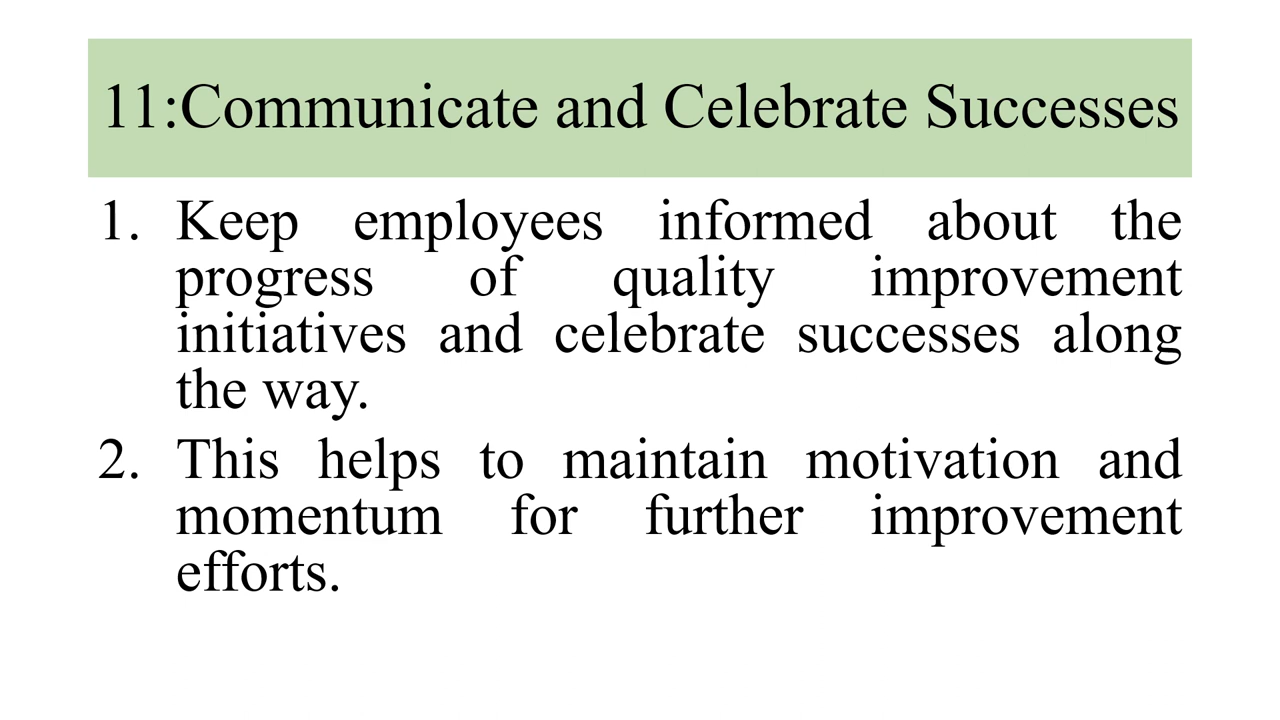 11:Communicate and Celebrate Successes
1. Keep employees informed about the
progress of quality improvement
initiatives and celebrate successes along
the way.
2. This helps to maintain motivation and
momentum for further improvement
efforts.